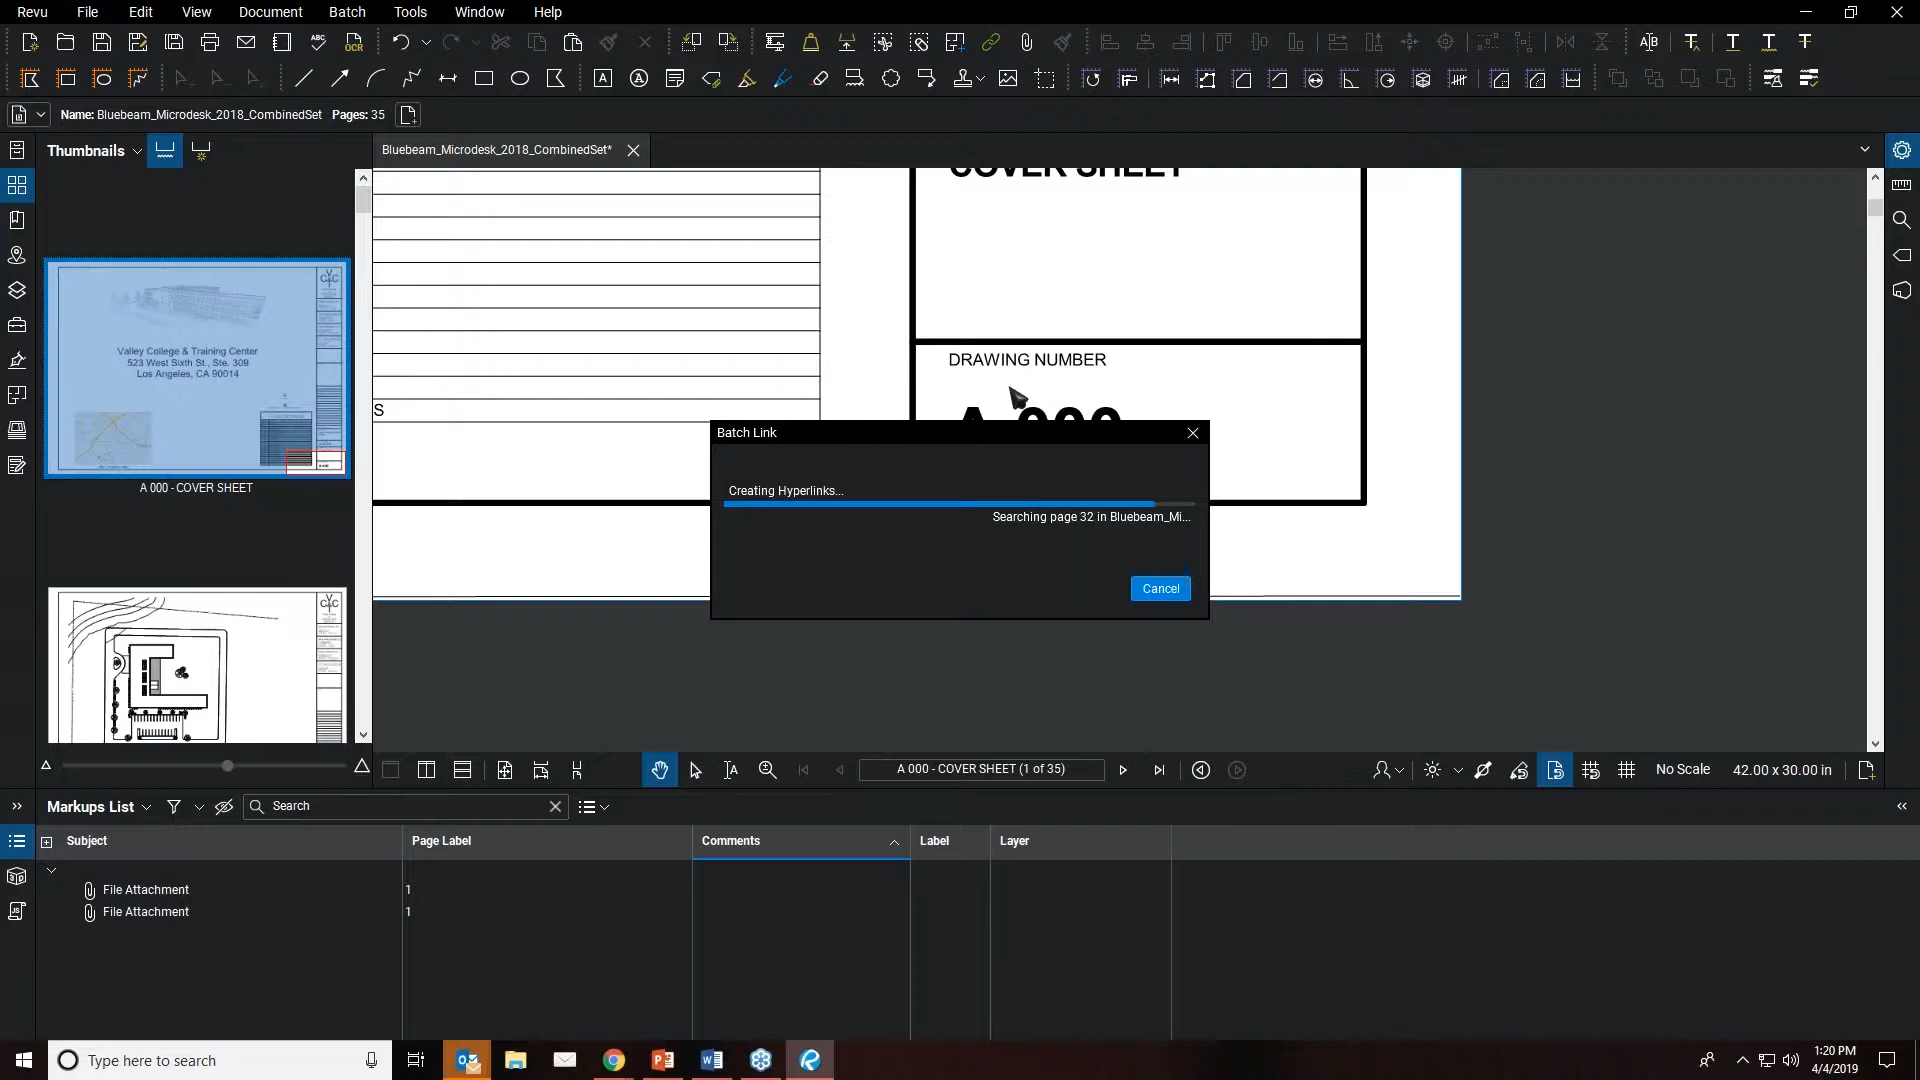 Revu File Edit View Document Batch Tools Window Help
OCR
Name: Bluebeam_Microdesk_2018_CombinedSet Pages: 35
Thumbnails
Bluebeam_Microdesk_2018_CombinedSet*
COVER SHEET
Valley College & Training Center
523 West Sixth St., Ste. 309
Los Angeles, CA 90014
A 000 - COVER SHEET
DRAWING NUMBER
S
A 000
Batch Link
Creating Hyperlinks...
Searching page 32 in Bluebeam_Mi...
Cancel
A 000 - COVER SHEET (1 of 35)
No Scale 42.00 x 30.00 in
Markups List
Search
Subject Page Label Comments Label Layer
File Attachment 1
File Attachment 1
Type here to search
1:20 PM
4/4/2019